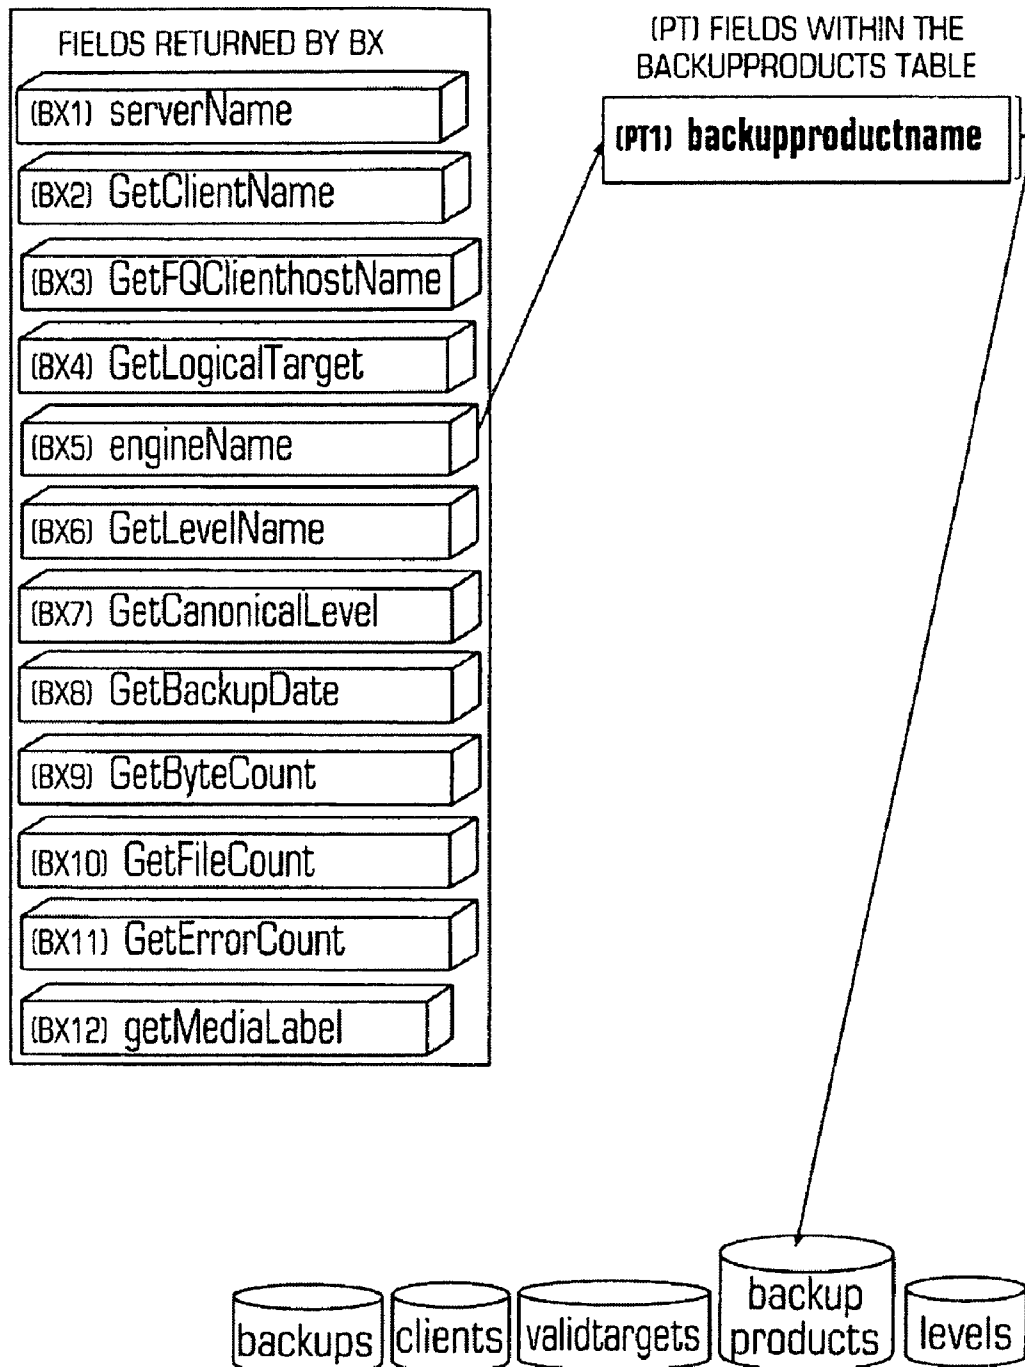 FIELDS RETURNED BY BX
(BX1) serverName
(BX2) GetClientName
(BX3) GetFQClienthostName
(BX4) GetLogicalTarget
(BX5) engineName
(BX6) GetLevelName
(BX7) GetCanonicalLevel
(BX8) GetBackupDate
(BX9) GetByteCount
(BX10) GetFileCount
(BX11) GetErrorCount
(BX12) getMediaLabel
(PT) FIELDS WITHIN THE
BACKUPPRODUCTS TABLE
(PT1) backupproductname
backups
clients
validtargets
backup
products
levels